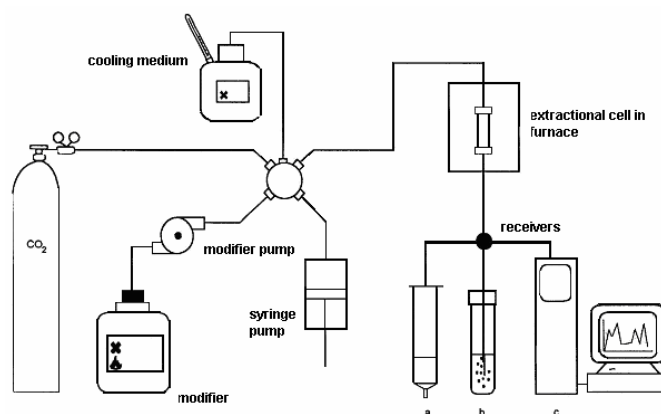 cooling medium
extractional cell in
furnace
CO2
modifier pump
receivers
syringe
pump
modifier
a
b
c